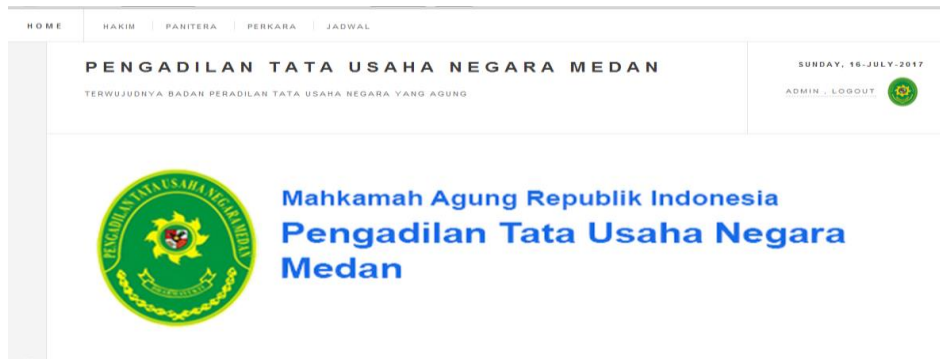 HOME HAKIM PANITERA PERKARA JADWAL
PENGADILAN TATA USAHA NEGARA MEDAN
TERWUJUDNYA BADAN PERADILAN TATA USAHA NEGARA YANG AGUNG
SUNDAY, 16-JULY-2017
ADMIN . LOGOUT
PENGADILAN TATA USAHA NEGARA MEDAN
Mahkamah Agung Republik Indonesia
Pengadilan Tata Usaha Negara
Medan